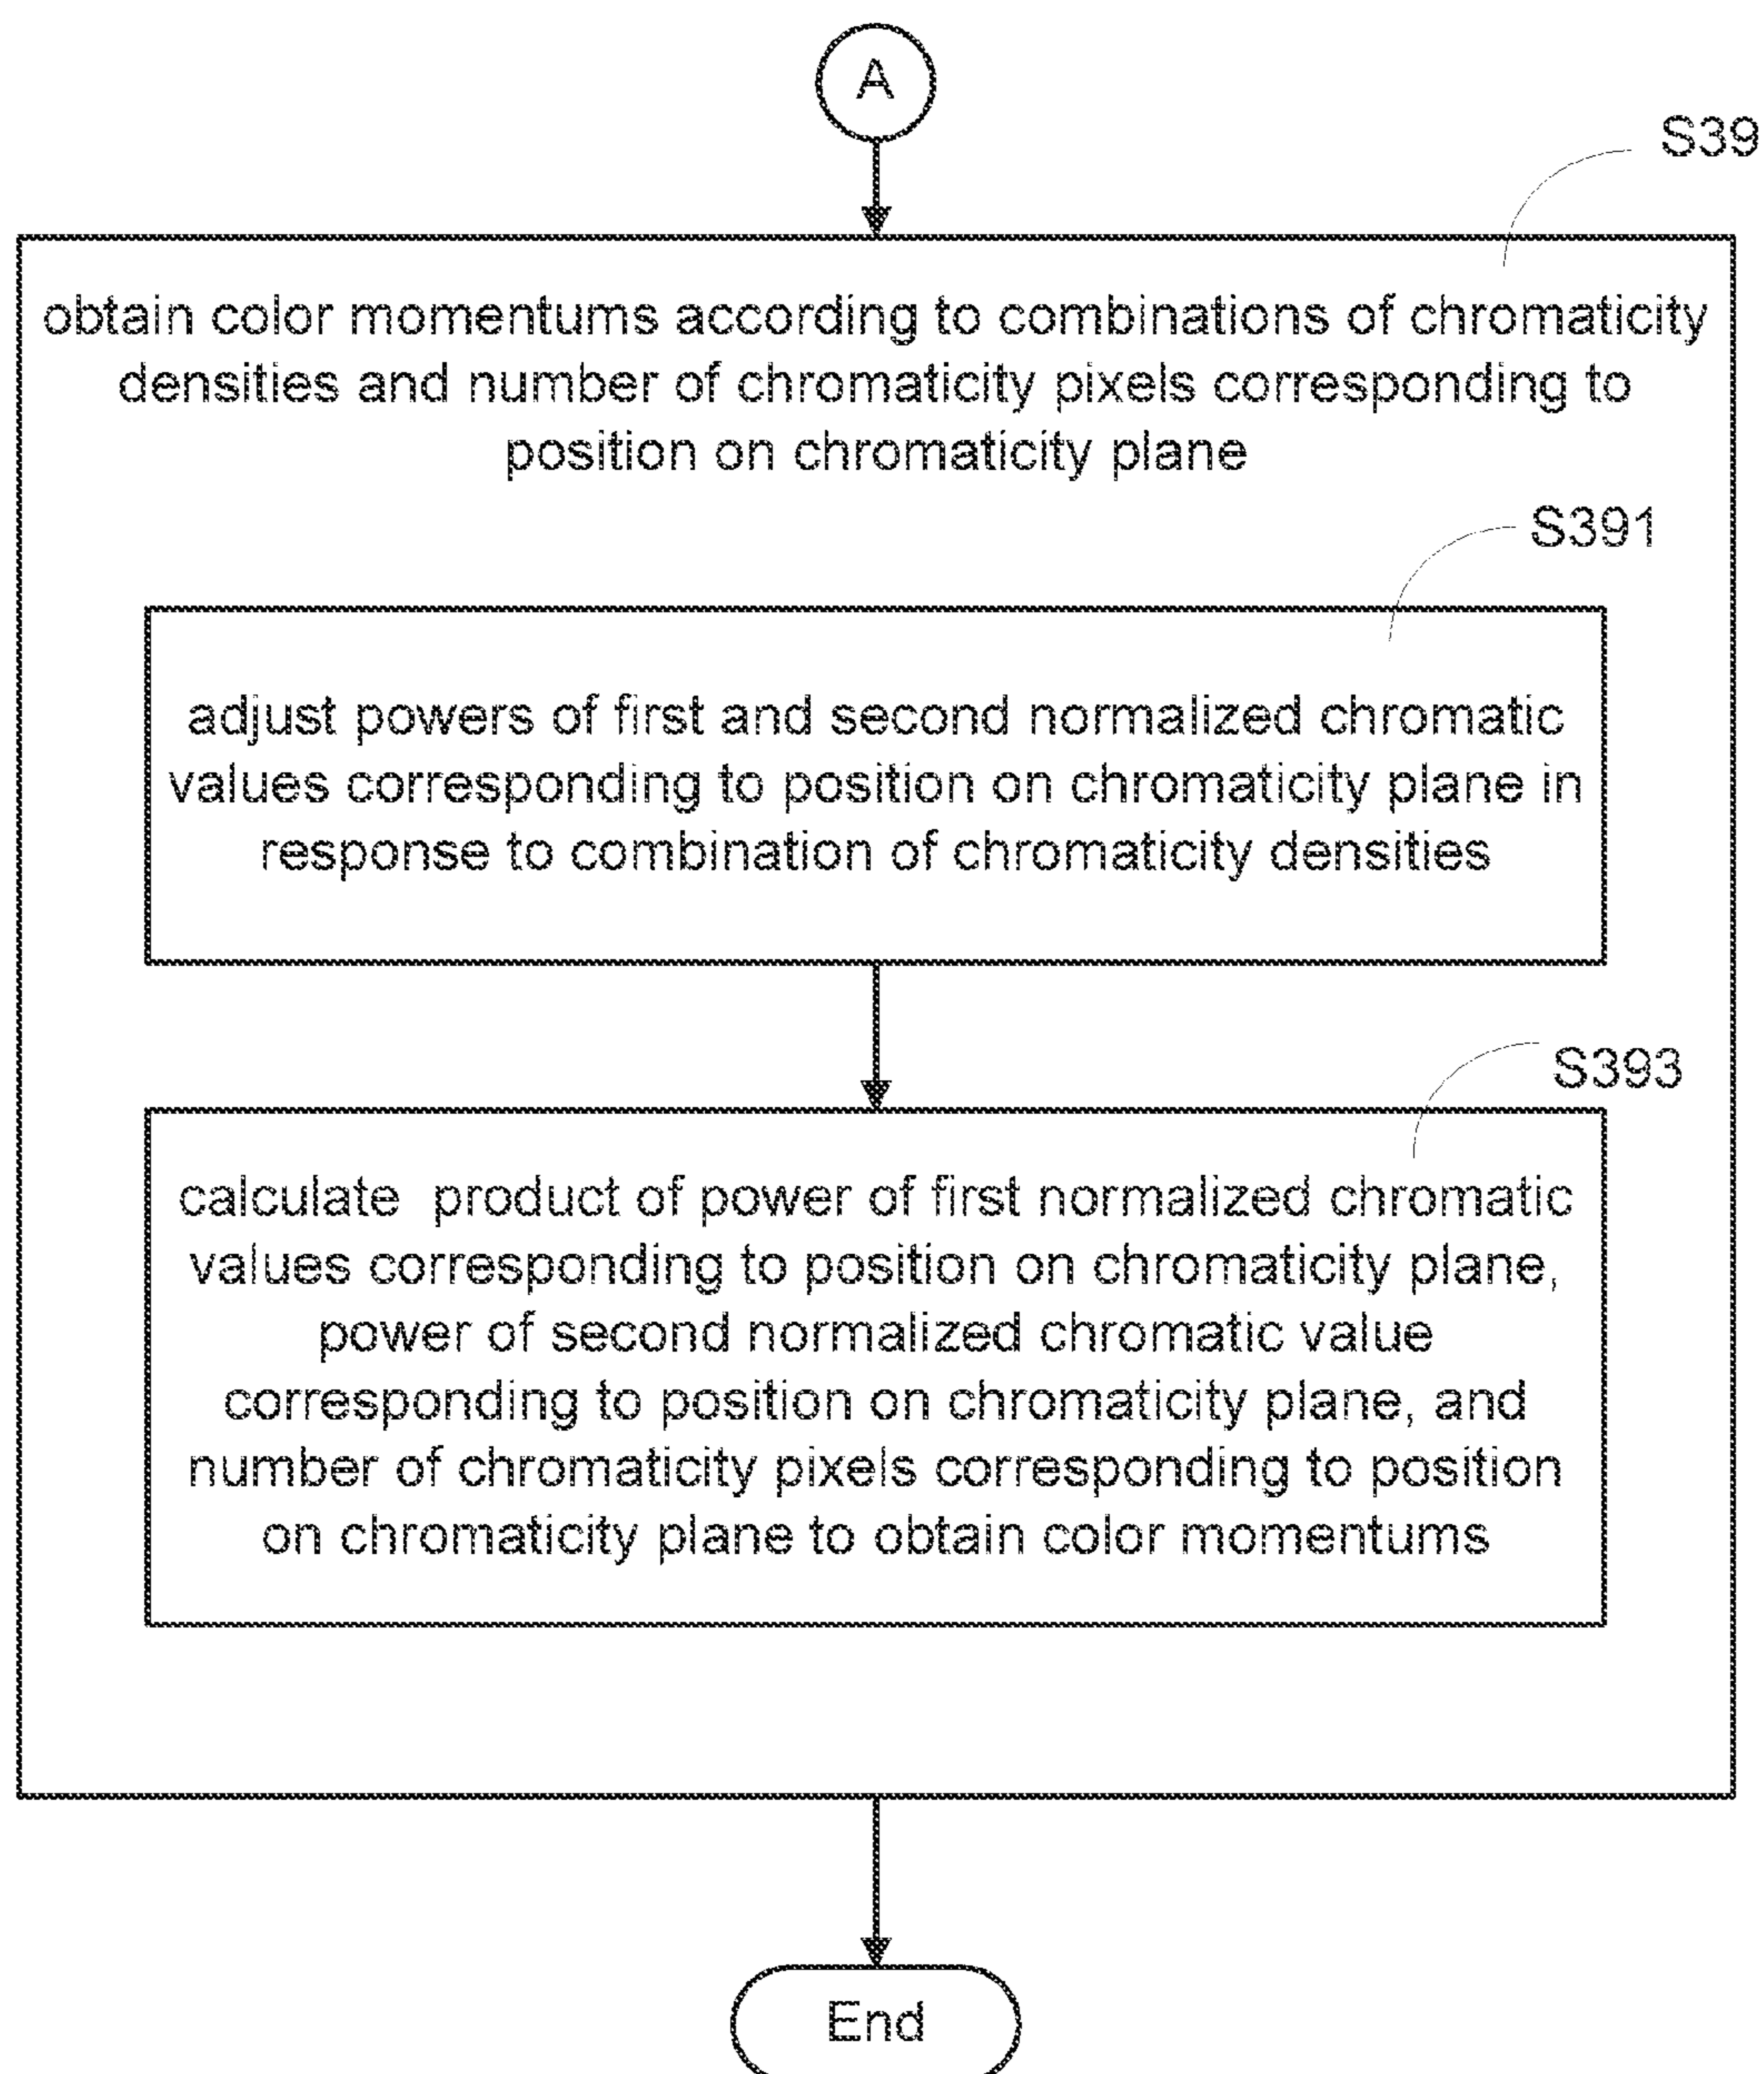 A
S39
obtain color momentums according to combinations of chromaticity
densities and number of chromaticity pixels corresponding to
position on chromaticity plane
S391
adjust powers of first and second normalized chromatic
values corresponding to position on chromaticity plane in
response to combination of chromaticity densities
S393
calculate product of power of first normalized chromatic
values corresponding to position on chromaticity plane,
power of second normalized chromatic value
corresponding to position on chromaticity plane, and
number of chromaticity pixels corresponding to position
on chromaticity plane to obtain color momentums
End